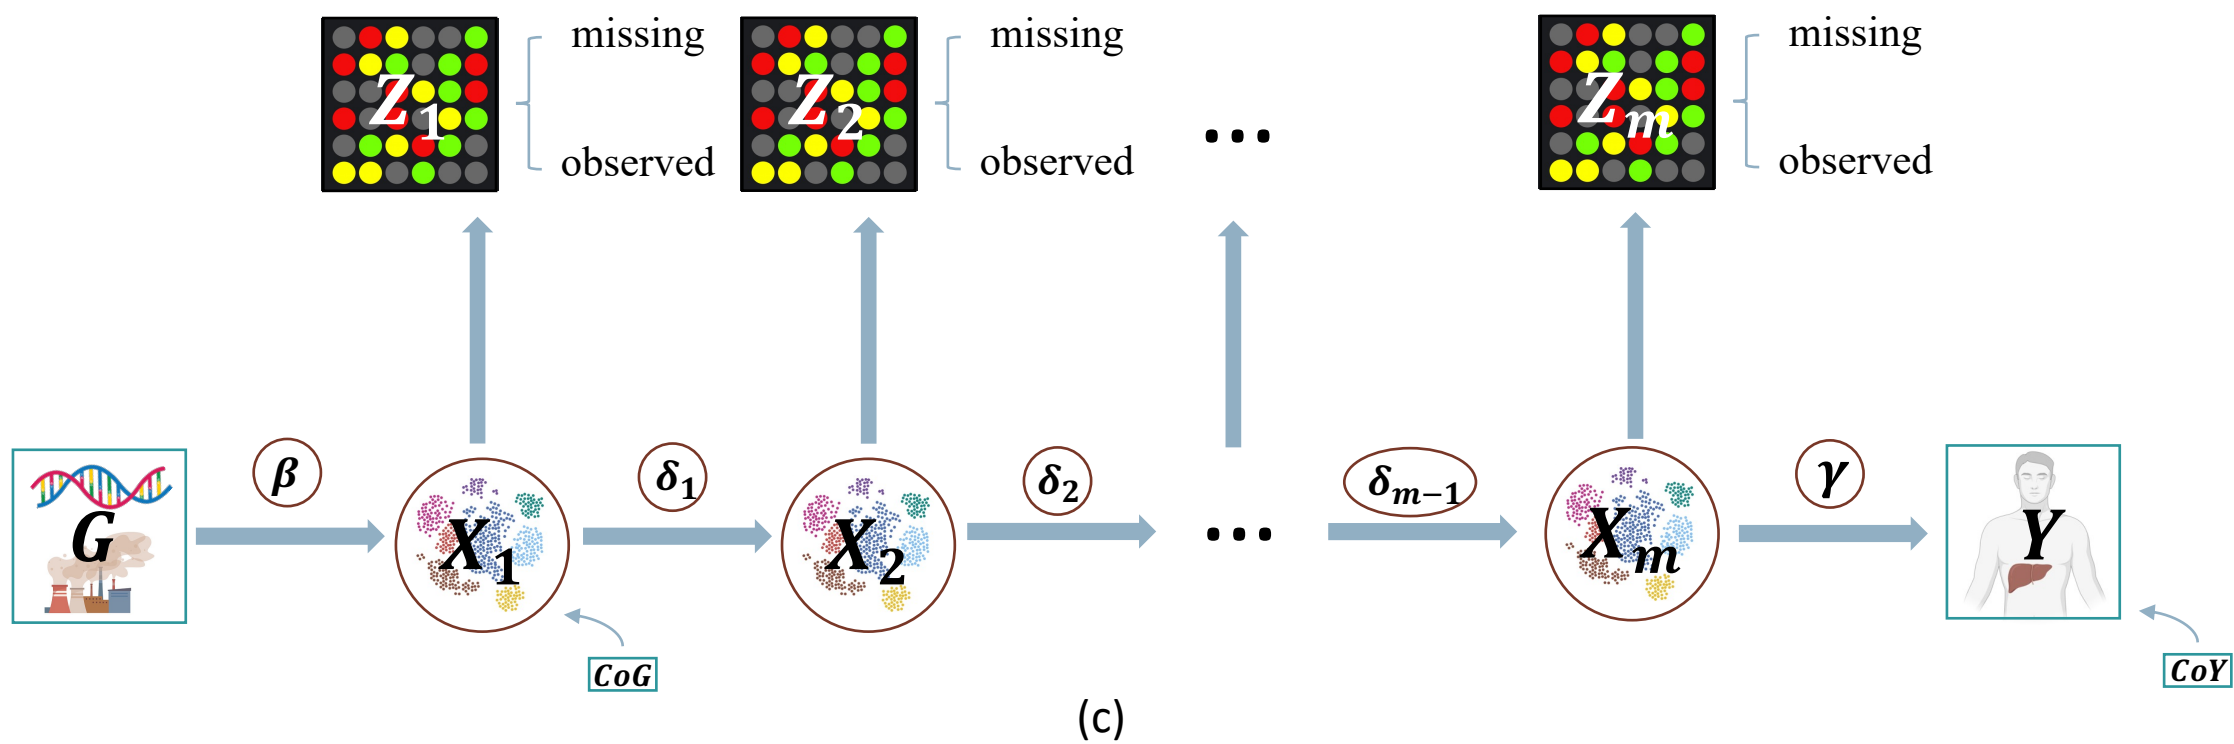 missing
Z₁
observed
missing
Z₂
observed
...
missing
Zₘ
observed
G
β
X₁
δ₁
X₂
δ₂
...
δₘ₋₁
Xₘ
γ
Y
CoG
CoY
(c)